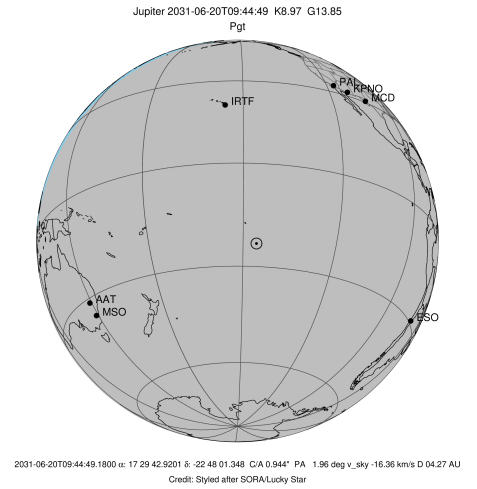 Jupiter 2031-06-20T09:44:49  K8.97  G13.85
Pgt
PAL
KPNO
MCD
IRTF
AAT
MSO
ESO
2031-06-20T09:44:49.1800 α: 17 29 42.9201 δ: -22 48 01.348  C/A 0.944"  PA   1.96 deg v_sky -16.36 km/s D 04.27 AU
Credit: Styled after SORA/Lucky Star